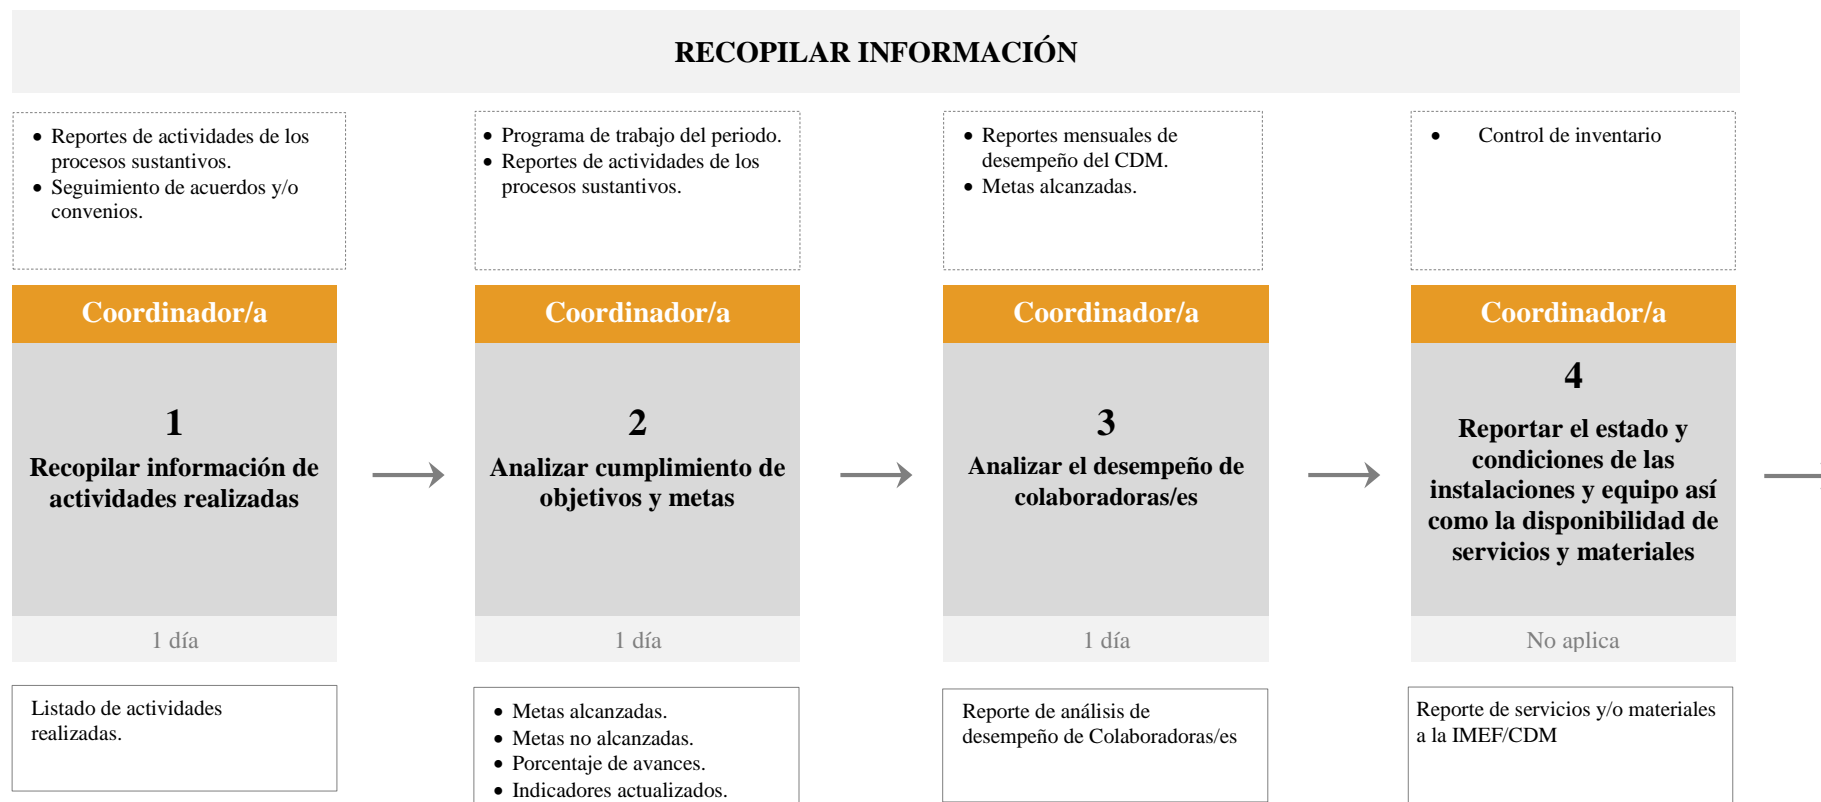 RECOPILAR INFORMACIÓN
• Reportes de actividades de los
procesos sustantivos.
• Seguimiento de acuerdos y/o
convenios.
• Programa de trabajo del periodo.
• Reportes de actividades de los
procesos sustantivos.
• Reportes mensuales de
desempeño del CDM.
• Metas alcanzadas.
• Control de inventario
Coordinador/a
Coordinador/a
Coordinador/a
Coordinador/a
1
Recopilar información de
actividades realizadas
2
Analizar cumplimiento de
objetivos y metas
3
Analizar el desempeño de
colaboradoras/es
4
Reportar el estado y
condiciones de las
instalaciones y equipo así
como la disponibilidad de
servicios y materiales
1 día
1 día
1 día
No aplica
Listado de actividades
realizadas.
• Metas alcanzadas.
• Metas no alcanzadas.
• Porcentaje de avances.
• Indicadores actualizados.
Reporte de análisis de
desempeño de Colaboradoras/es
Reporte de servicios y/o materiales
a la IMEF/CDM